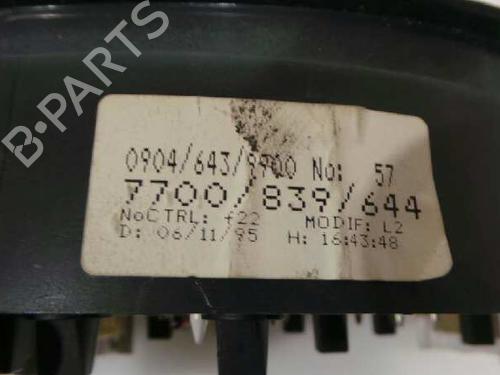 0904/643/9900 No: 57
7700/839/644
NoCTRL: f22 MODIF: L2
D: 06/11/95 H: 16:43:48
B-PARTS